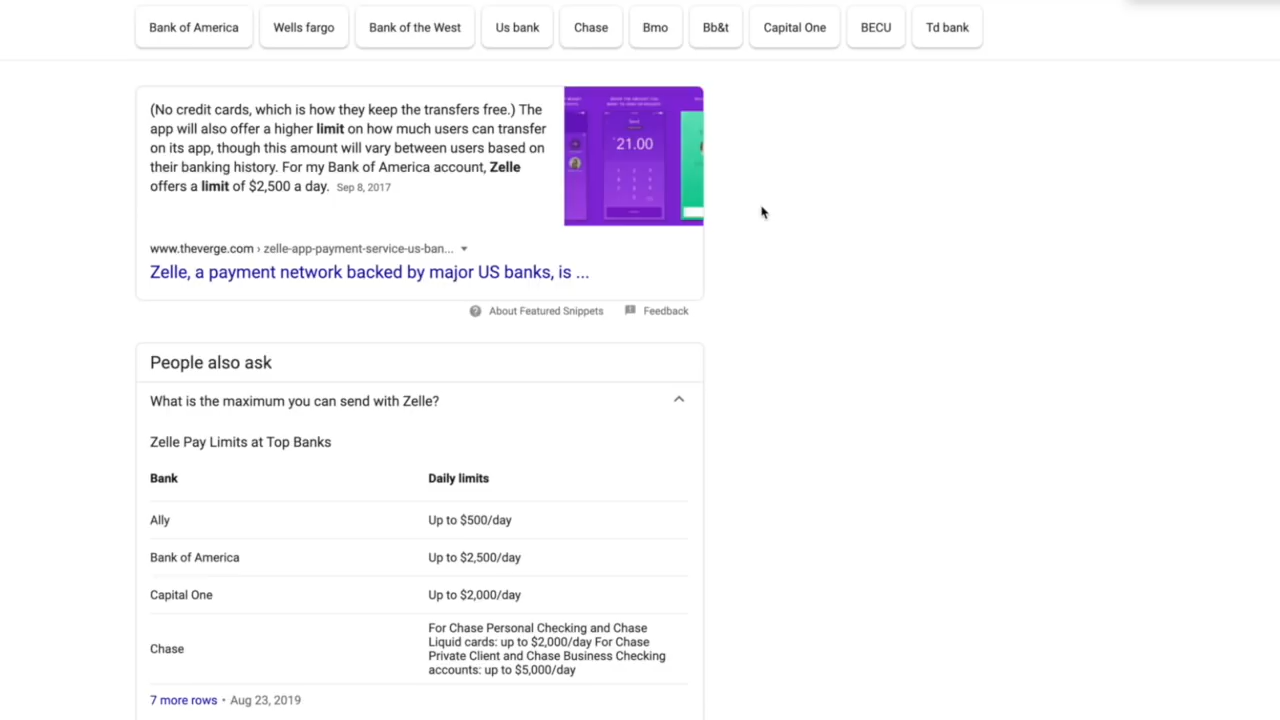 Bank of America Wells fargo Bank of the West Us bank Chase Bmo Bb&t Capital One BECU Td bank
(No credit cards, which is how they keep the transfers free.) The
app will also offer a higher limit on how much users can transfer
on its app, though this amount will vary between users based on
their banking history. For my Bank of America account, Zelle
offers a limit of $2,500 a day. Sep 8, 2017
21.00
www.theverge.com › zelle-app-payment-service-us-ban...
Zelle, a payment network backed by major US banks, is ...
About Featured Snippets Feedback
People also ask
What is the maximum you can send with Zelle?
Zelle Pay Limits at Top Banks
Bank Daily limits
Ally Up to $500/day
Bank of America Up to $2,500/day
Capital One Up to $2,000/day
Chase
For Chase Personal Checking and Chase
Liquid cards: up to $2,000/day For Chase
Private Client and Chase Business Checking
accounts: up to $5,000/day
7 more rows • Aug 23, 2019